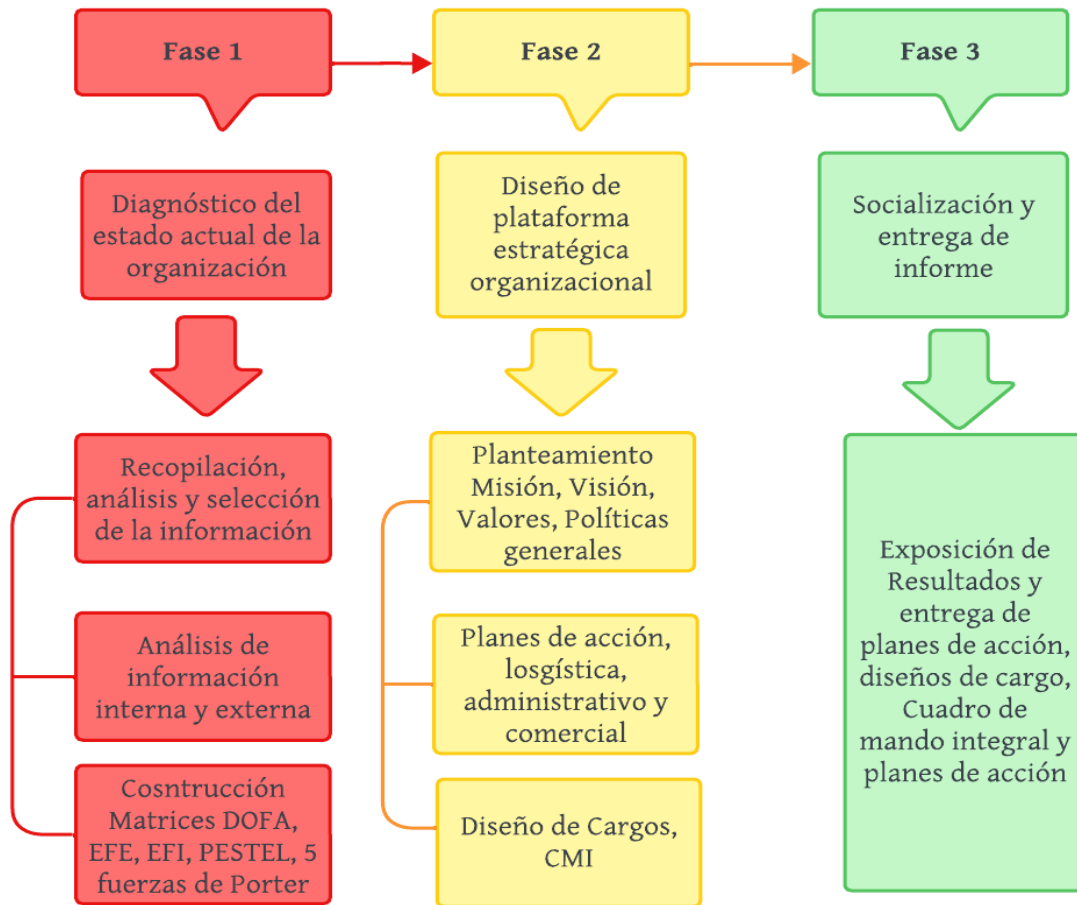 Fase 1
Fase 2
Fase 3
Diagnóstico del
estado actual de la
organización
Diseño de
plataforma
estratégica
organizacional
Socialización y
entrega de
informe
Recopilación,
análisis y selección
de la información
Análisis de
información
interna y externa
Cosntrucción
Matrices DOFA,
EFE, EFI, PESTEL, 5
fuerzas de Porter
Planteamiento
Misión, Visión,
Valores, Políticas
generales
Planes de acción,
losgística,
administrativo y
comercial
Diseño de Cargos,
CMI
Exposición de
Resultados y
entrega de
planes de acción,
diseños de cargo,
Cuadro de
mando integral y
planes de acción